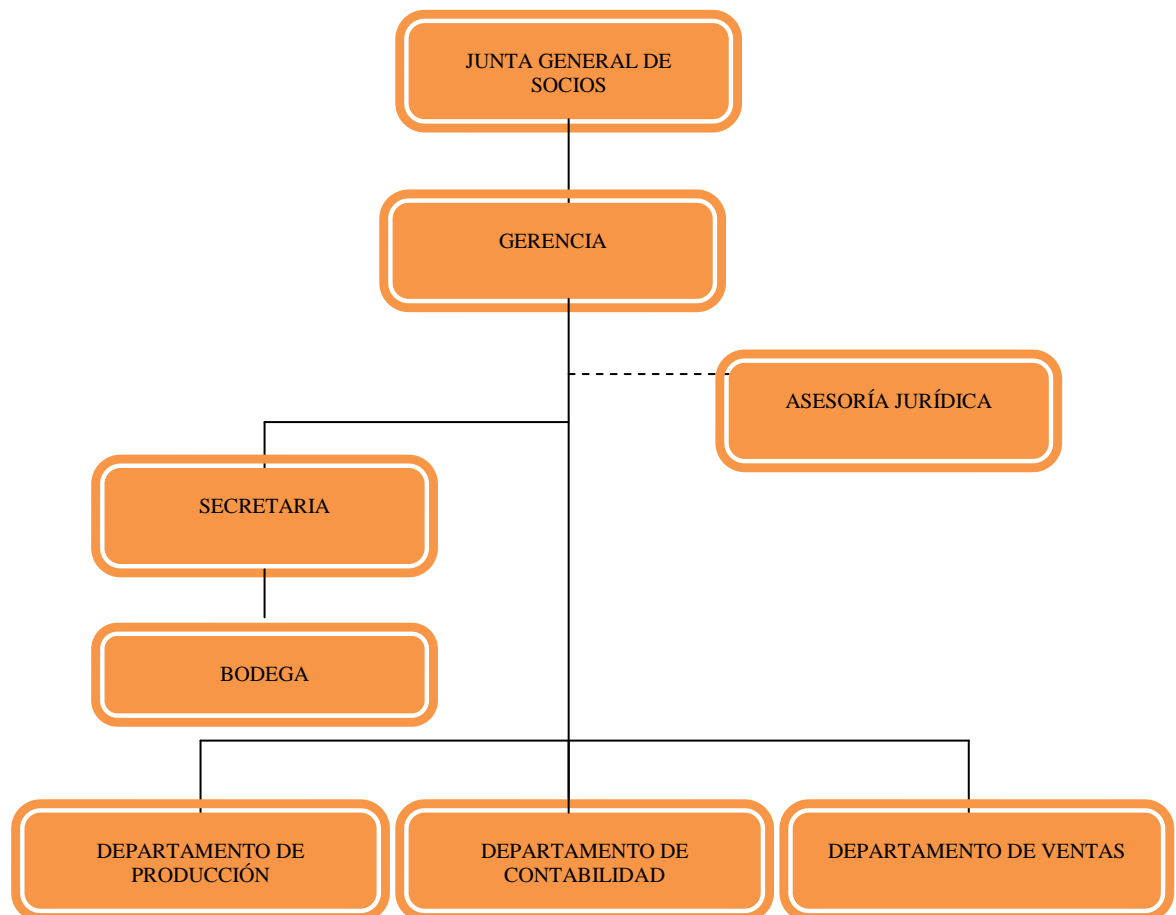 JUNTA GENERAL DE
SOCIOS
GERENCIA
ASESORÍA JURÍDICA
SECRETARIA
BODEGA
DEPARTAMENTO DE
PRODUCCIÓN
DEPARTAMENTO DE
CONTABILIDAD
DEPARTAMENTO DE VENTAS